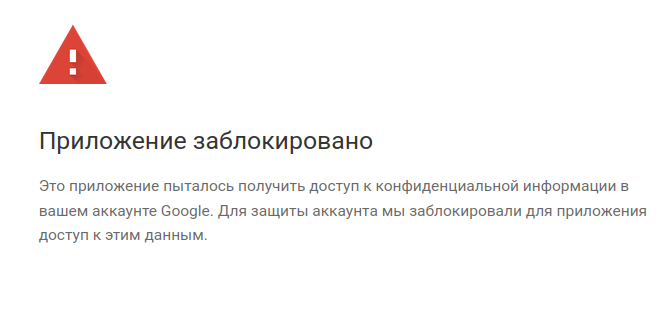 Приложение заблокировано
Это приложение пыталось получить доступ к конфиденциальной информации в
вашем аккаунте Google. Для защиты аккаунта мы заблокировали для приложения
доступ к этим данным.